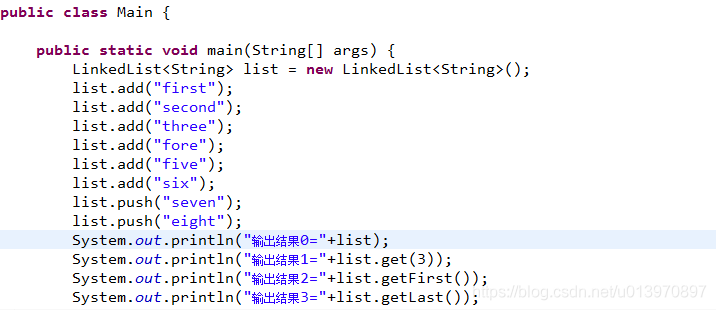 public class Main {
public static void main(String[] args) {
LinkedList<String> list = new LinkedList<String>();
list.add("first");
list.add("second");
list.add("three");
list.add("fore");
list.add("five");
list.add("six");
list.push("seven");
list.push("eight");
System.out.println("输出结果0="+list);
System.out.println("输出结果1="+list.get(3));
System.out.println("输出结果2="+list.getFirst());
System.out.println("输出结果3="+list.getLast());
https://blog.csdn.net/u013970897